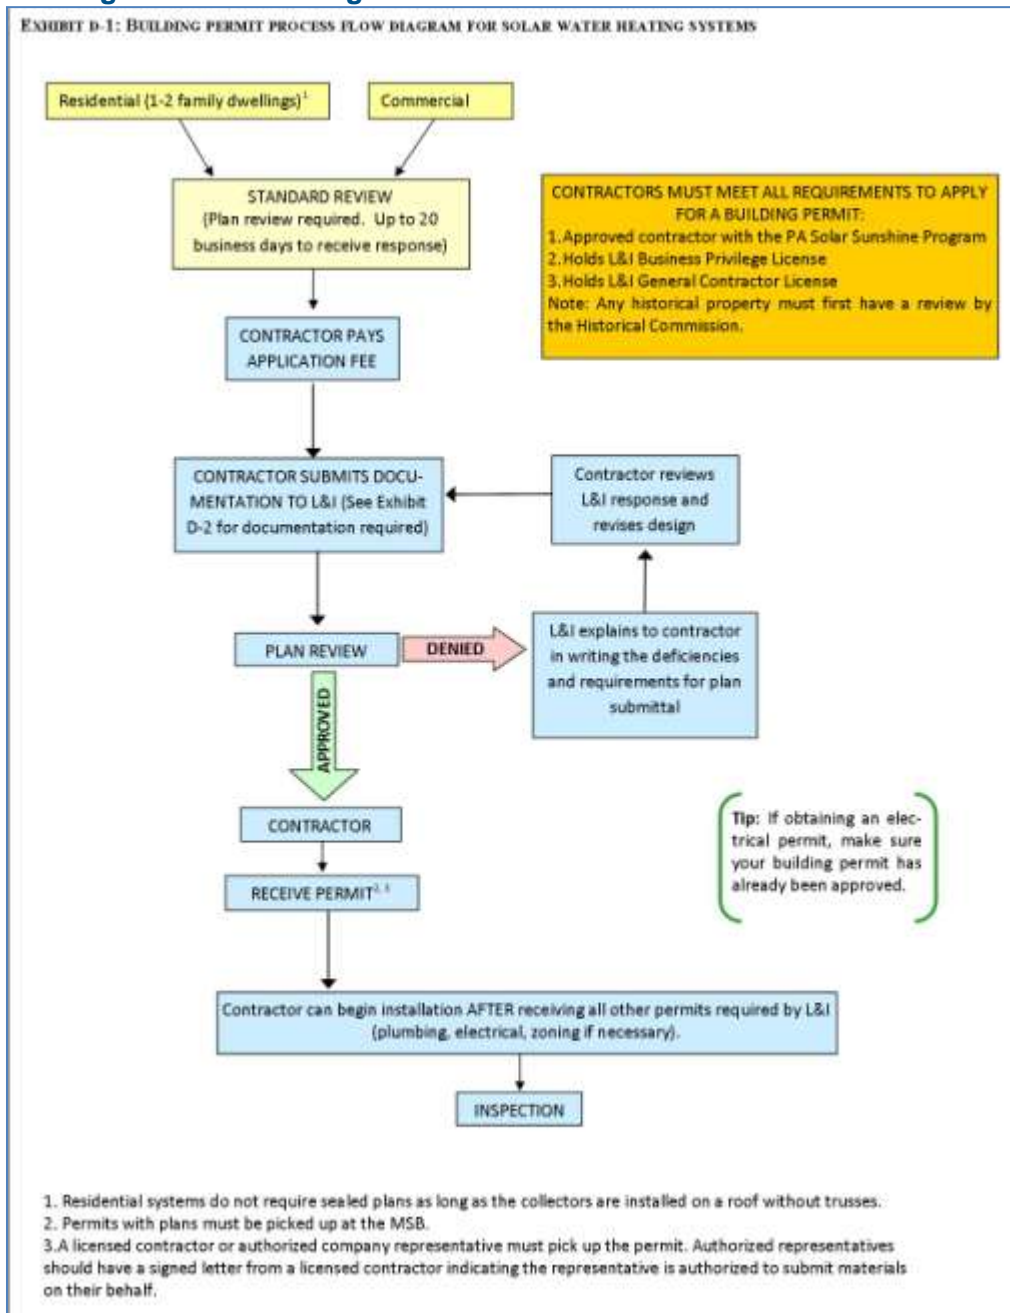 EXHIBIT D-1: BUILDING PERMIT PROCESS FLOW DIAGRAM FOR SOLAR WATER HEATING SYSTEMS
Residential (1-2 family dwellings)1
Commercial
STANDARD REVIEW
(Plan review required. Up to 20
business days to receive response)
CONTRACTORS MUST MEET ALL REQUIREMENTS TO APPLY
FOR A BUILDING PERMIT:
1.Approved contractor with the PA Solar Sunshine Program
2.Holds L&I Business Privilege License
3.Holds L&I General Contractor License
Note: Any historical property must first have a review by
the Historical Commission.
CONTRACTOR PAYS
APPLICATION FEE
CONTRACTOR SUBMITS DOCU-
MENTATION TO L&I (See Exhibit
D-2 for documentation required)
Contractor reviews
L&I response and
revises design
PLAN REVIEW
DENIED
L&I explains to contractor
in writing the deficiencies
and requirements for plan
submittal
APPROVED
CONTRACTOR
Tip: If obtaining an elec-
trical permit, make sure
your building permit has
already been approved.
RECEIVE PERMIT2, 3
Contractor can begin installation AFTER receiving all other permits required by L&I
(plumbing, electrical, zoning if necessary).
INSPECTION
1. Residential systems do not require sealed plans as long as the collectors are installed on a roof without trusses.
2. Permits with plans must be picked up at the MSB.
3.A licensed contractor or authorized company representative must pick up the permit. Authorized representatives
should have a signed letter from a licensed contractor indicating the representative is authorized to submit materials
on their behalf.